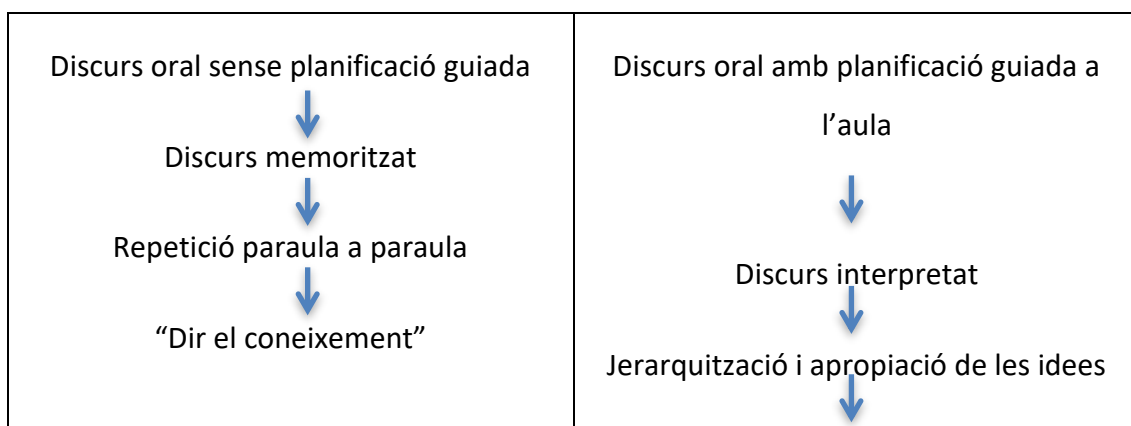 Discurs oral sense planificació guiada
Discurs memoritzat
Repetició paraula a paraula
“Dir el coneixement”
Discurs oral amb planificació guiada a
l’aula
Discurs interpretat
Jerarquització i apropiació de les idees